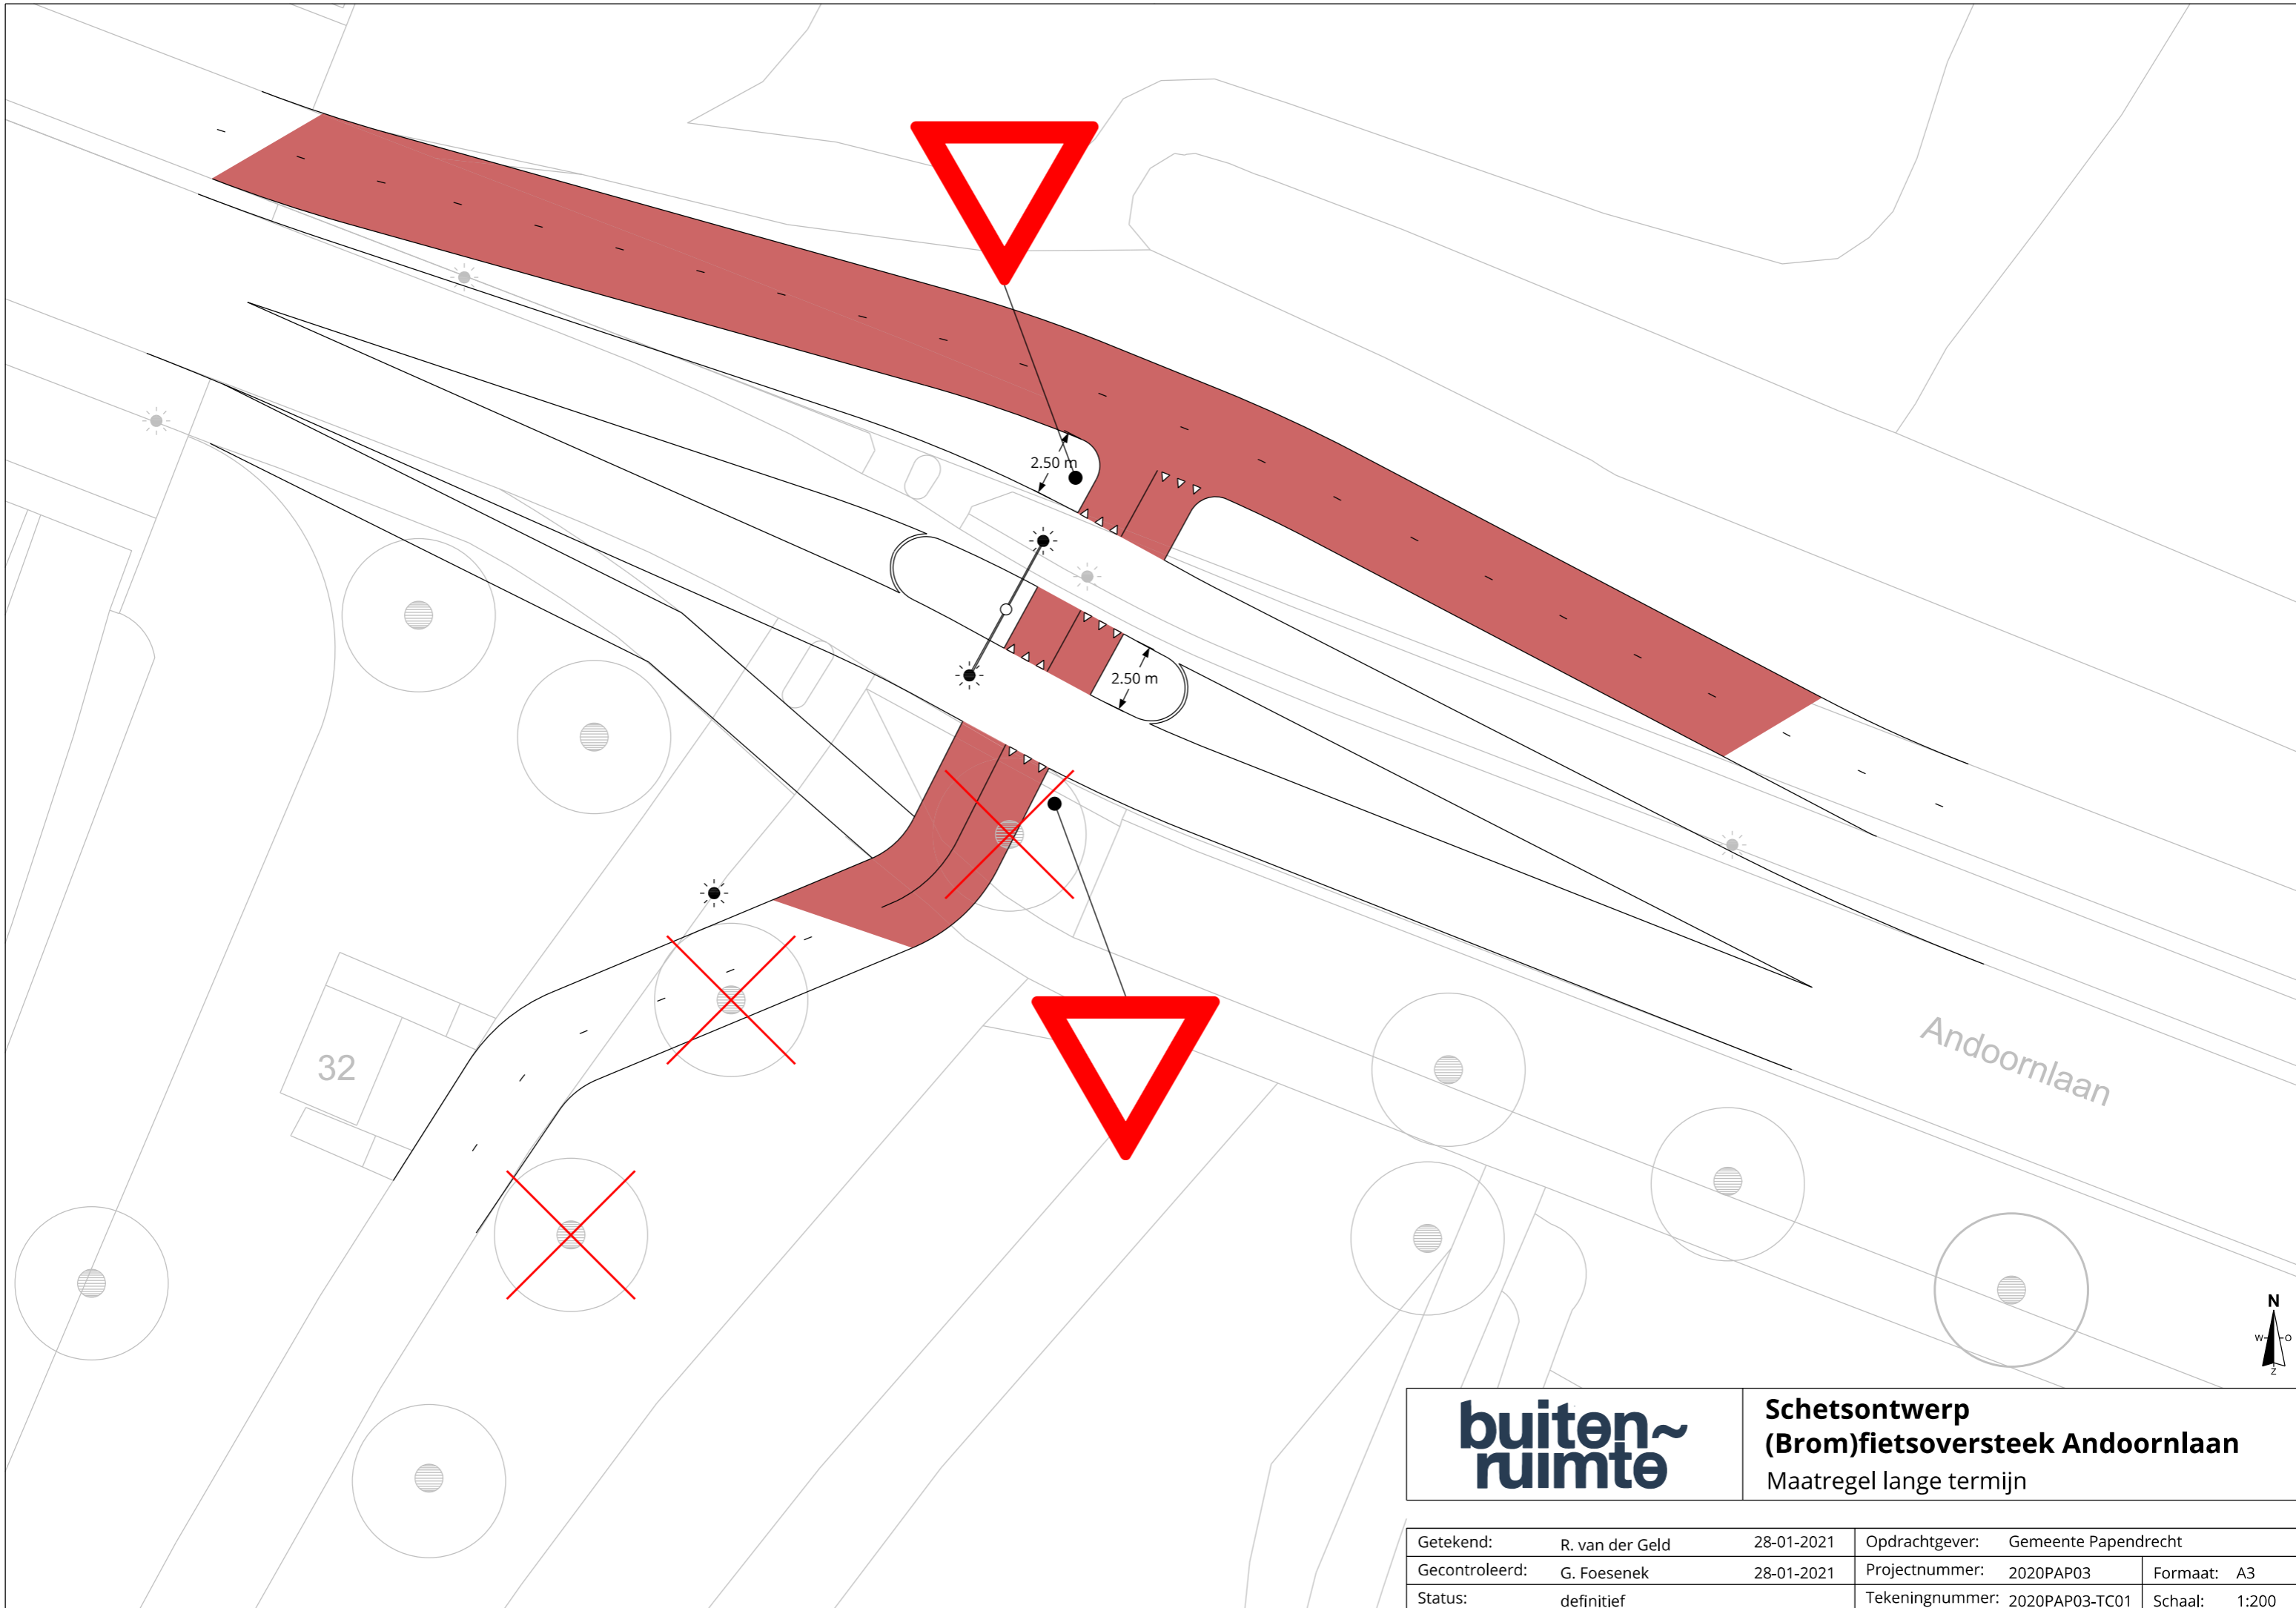 2.50 m
2.50 m
32
Andoornlaan
N
W O
Z
buiten~
ruimte
Schetsontwerp
(Brom)fietsoversteek Andoornlaan
Maatregel lange termijn
Getekend: R. van der Geld 28-01-2021 Opdrachtgever: Gemeente Papendrecht
Gecontroleerd: G. Foesenek 28-01-2021 Projectnummer: 2020PAP03 Formaat: A3
Status: definitief Tekeningnummer: 2020PAP03-TC01 Schaal: 1:200